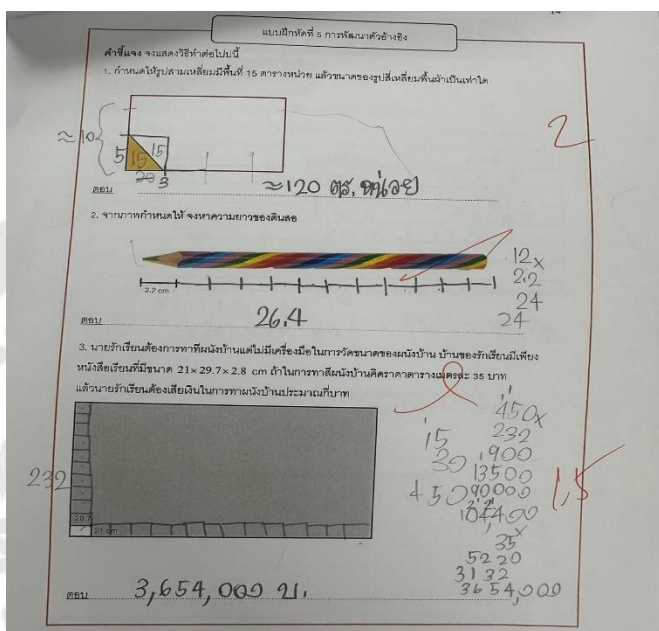 แบบฝึกหัดที่ 5 การพัฒนาตัวอ้างอิง
คำชี้แจง จงแสดงวิธีทำต่อไปนี้
1. กำหนดให้รูปสามเหลี่ยมมีพื้นที่ 15 ตารางหน่วย แล้วขนาดของรูปสี่เหลี่ยมพื้นผ้าเป็นเท่าใด
2
≈10
5 15 15
3
ตอบ ≈120 ตร. หน่วย
2. จากภาพกำหนดให้ จงหาความยาวของดินสอ
12x
2.2
2.2 cm
24
24
ตอบ 26.4
3. นายรักเรียนต้องการทาทีผนังบ้านแต่ไม่มีเครื่องมือในการวัดขนาดของผนังบ้าน บ้านของรักเรียนมีเพียง
หนังสือเรียนที่มีขนาด 21×29.7×2.8 cm ถ้าในการทาสีผนังบ้านคิดราคาตารางเมตรละ 35 บาท
แล้วนายรักเรียนต้องเสียเงินในการทาผนังบ้านประมาณกี่บาท
450x
15 232
30 900
450 13500
90000
232
104,400
1,5
29.7
21 cm
35x
5220
3132
3654,000
ตอบ 3,654,000 บ.